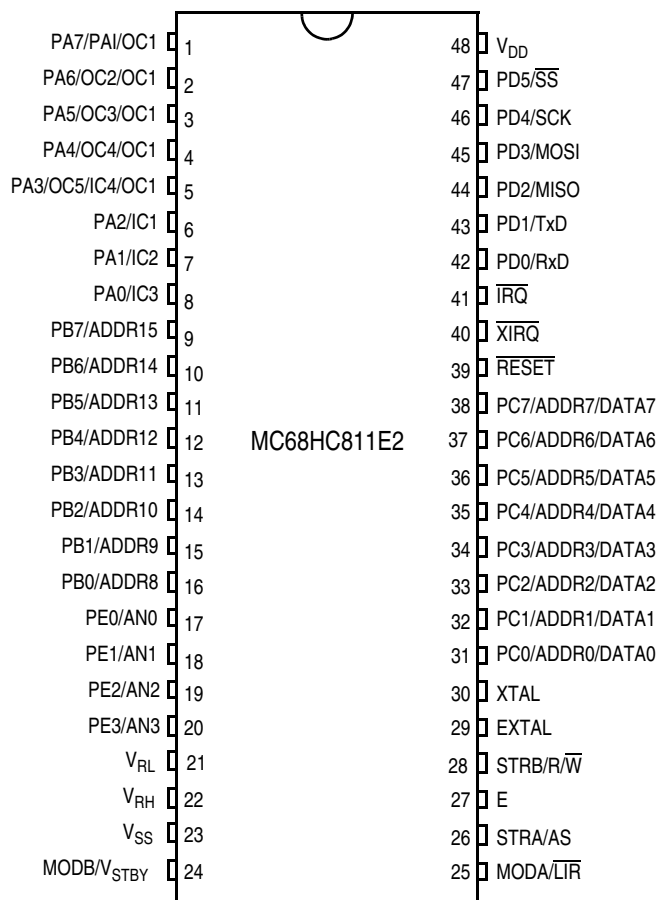 PA7/PAI/OC1 1 48 VDD
PA6/OC2/OC1 2 47 PD5/S̅S̅
PA5/OC3/OC1 3 46 PD4/SCK
PA4/OC4/OC1 4 45 PD3/MOSI
PA3/OC5/IC4/OC1 5 44 PD2/MISO
PA2/IC1 6 43 PD1/TxD
PA1/IC2 7 42 PD0/RxD
PA0/IC3 8 41 I̅R̅Q̅
PB7/ADDR15 9 40 X̅I̅R̅Q̅
PB6/ADDR14 10 39 R̅E̅S̅E̅T̅
PB5/ADDR13 11 38 PC7/ADDR7/DATA7
PB4/ADDR12 12 MC68HC811E2 37 PC6/ADDR6/DATA6
PB3/ADDR11 13 36 PC5/ADDR5/DATA5
PB2/ADDR10 14 35 PC4/ADDR4/DATA4
PB1/ADDR9 15 34 PC3/ADDR3/DATA3
PB0/ADDR8 16 33 PC2/ADDR2/DATA2
PE0/AN0 17 32 PC1/ADDR1/DATA1
PE1/AN1 18 31 PC0/ADDR0/DATA0
PE2/AN2 19 30 XTAL
PE3/AN3 20 29 EXTAL
VRL 21 28 STRB/R/W̅
VRH 22 27 E
VSS 23 26 STRA/AS
MODB/VSTBY 24 25 MODA/L̅I̅R̅